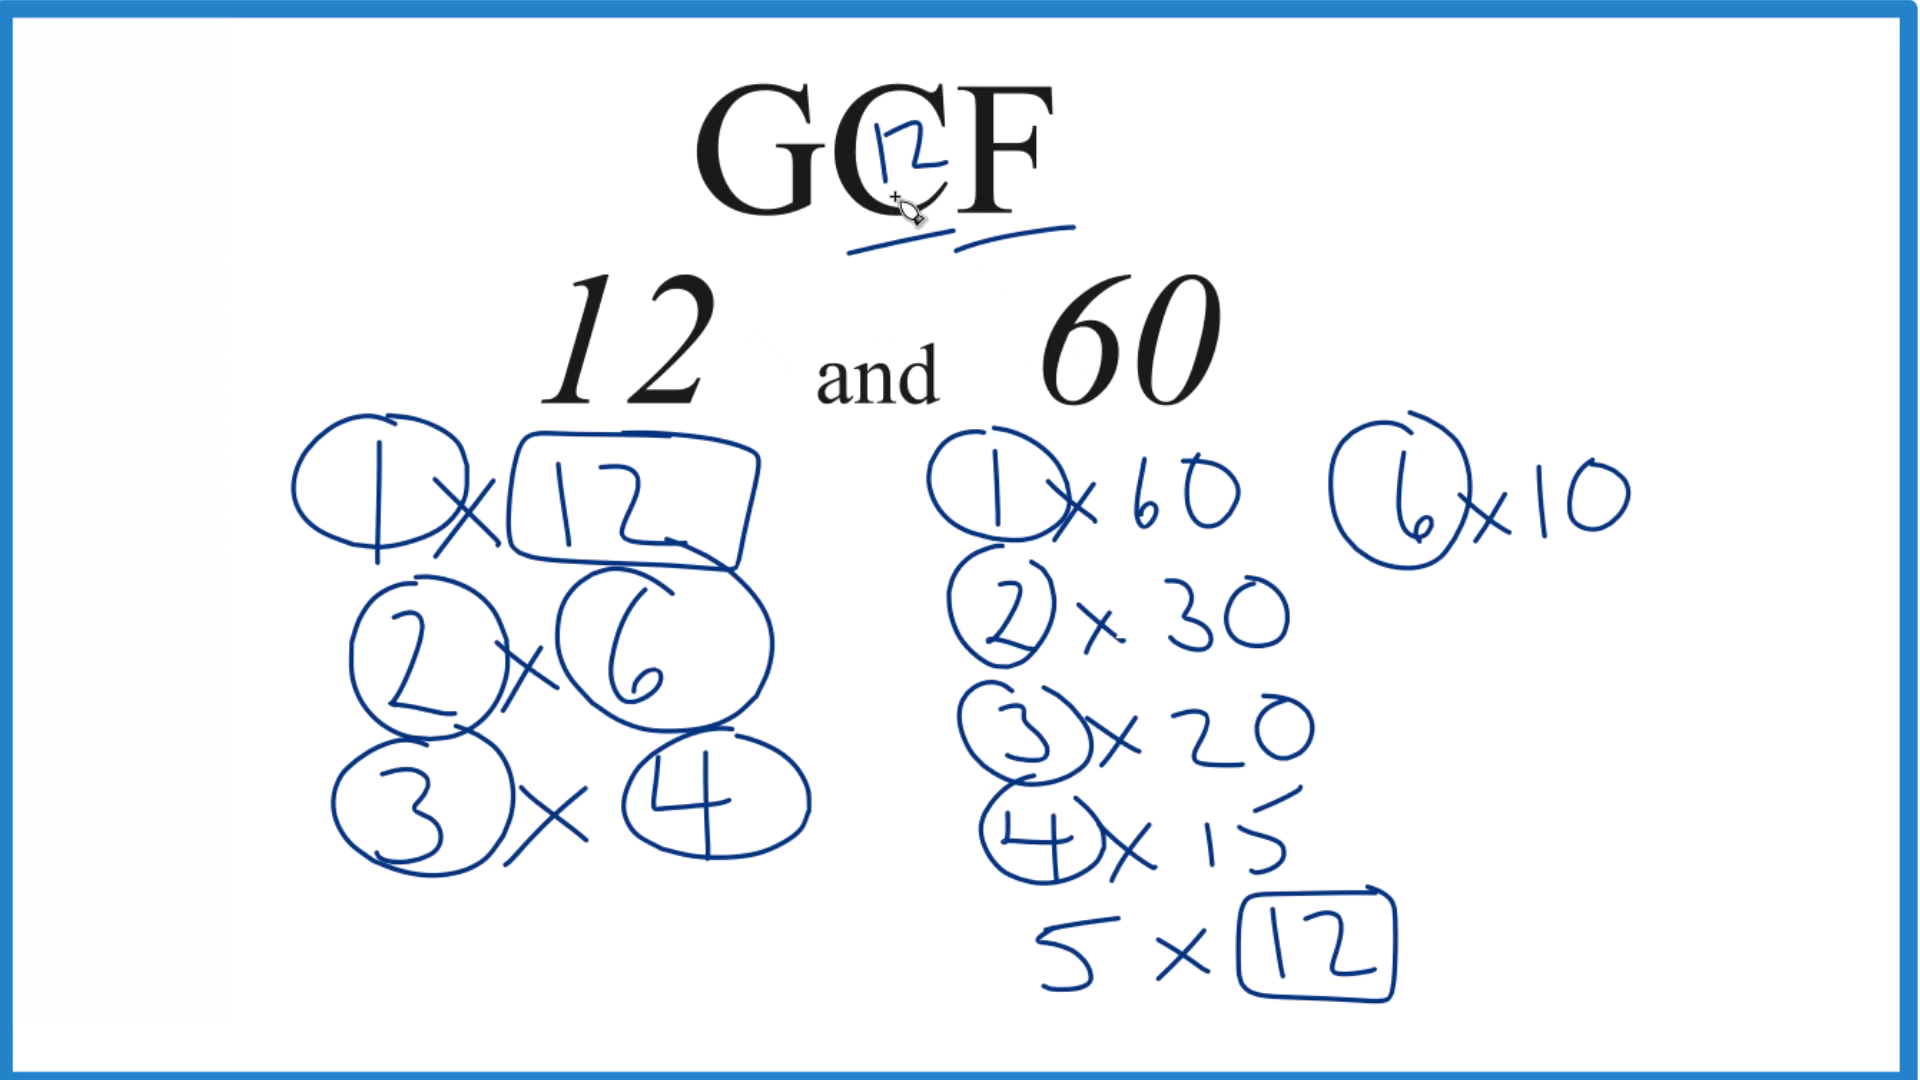 GCF
12
12 and 60
1 x 12
2 x 6
3 x 4
1 x 60
2 x 30
3 x 20
4 x 15
5 x 12
6 x 10